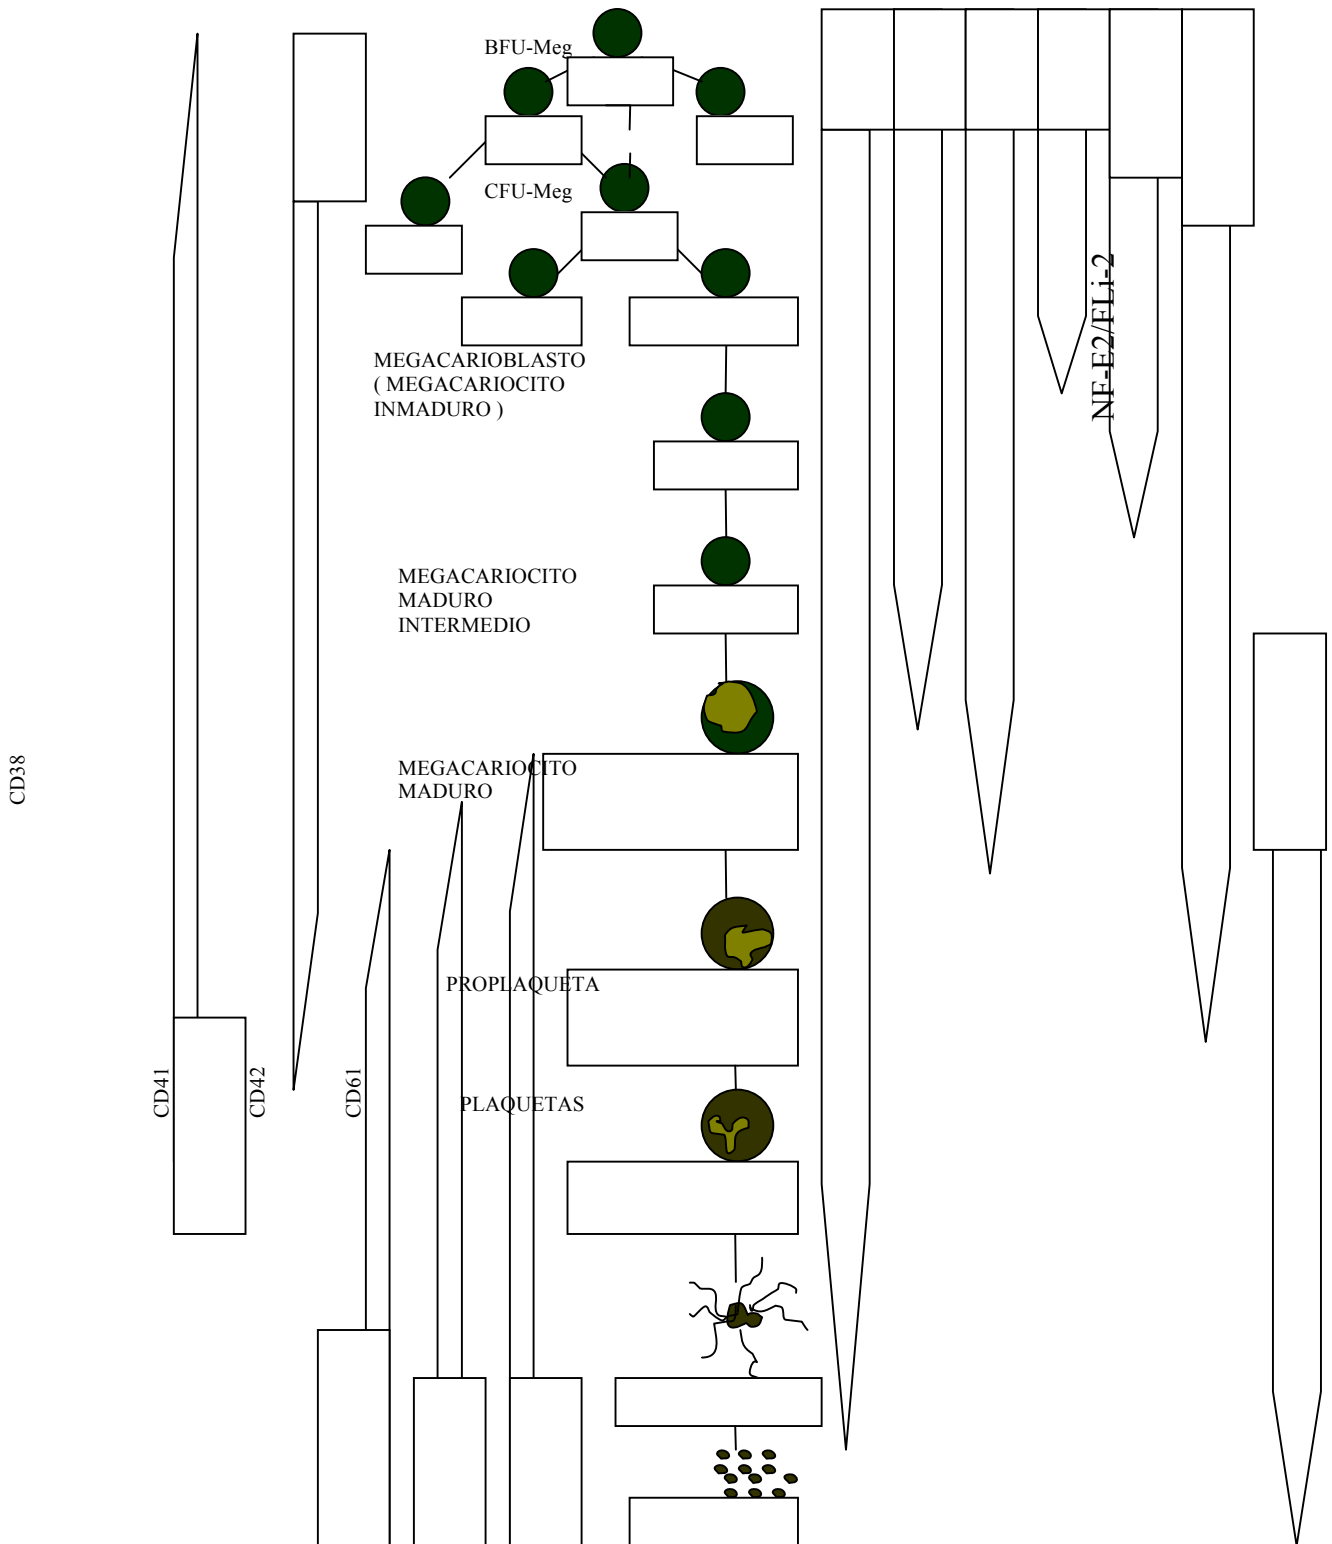 BFU-Meg
CFU-Meg
MEGACARIOBLASTO
( MEGACARIOCITO
INMADURO )
NF-E2/FLi-2
MEGACARIOCITO
MADURO
INTERMEDIO
MEGACARIOCITO
MADURO
CD38
PROPLAQUETA
PLAQUETAS
CD41
CD42
CD61